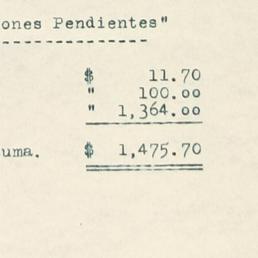 ones Pendientes"
---------------
$ 11.70
" 100.00
" 1,364.00
uma. $ 1,475.70